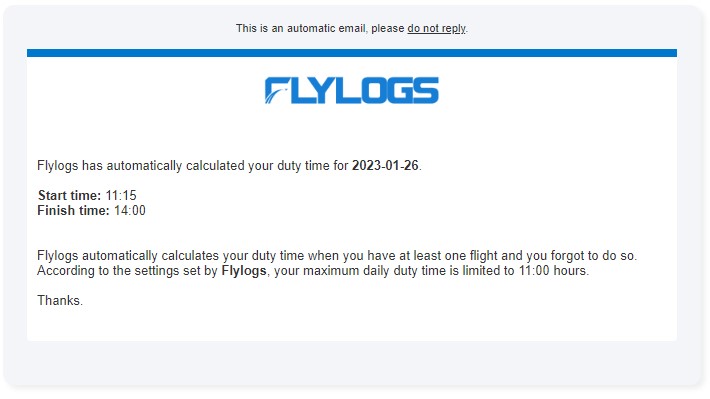 This is an automatic email, please do not reply.
FLYLOGS
Flylogs has automatically calculated your duty time for 2023-01-26.
Start time: 11:15
Finish time: 14:00
Flylogs automatically calculates your duty time when you have at least one flight and you forgot to do so.
According to the settings set by Flylogs, your maximum daily duty time is limited to 11:00 hours.
Thanks.